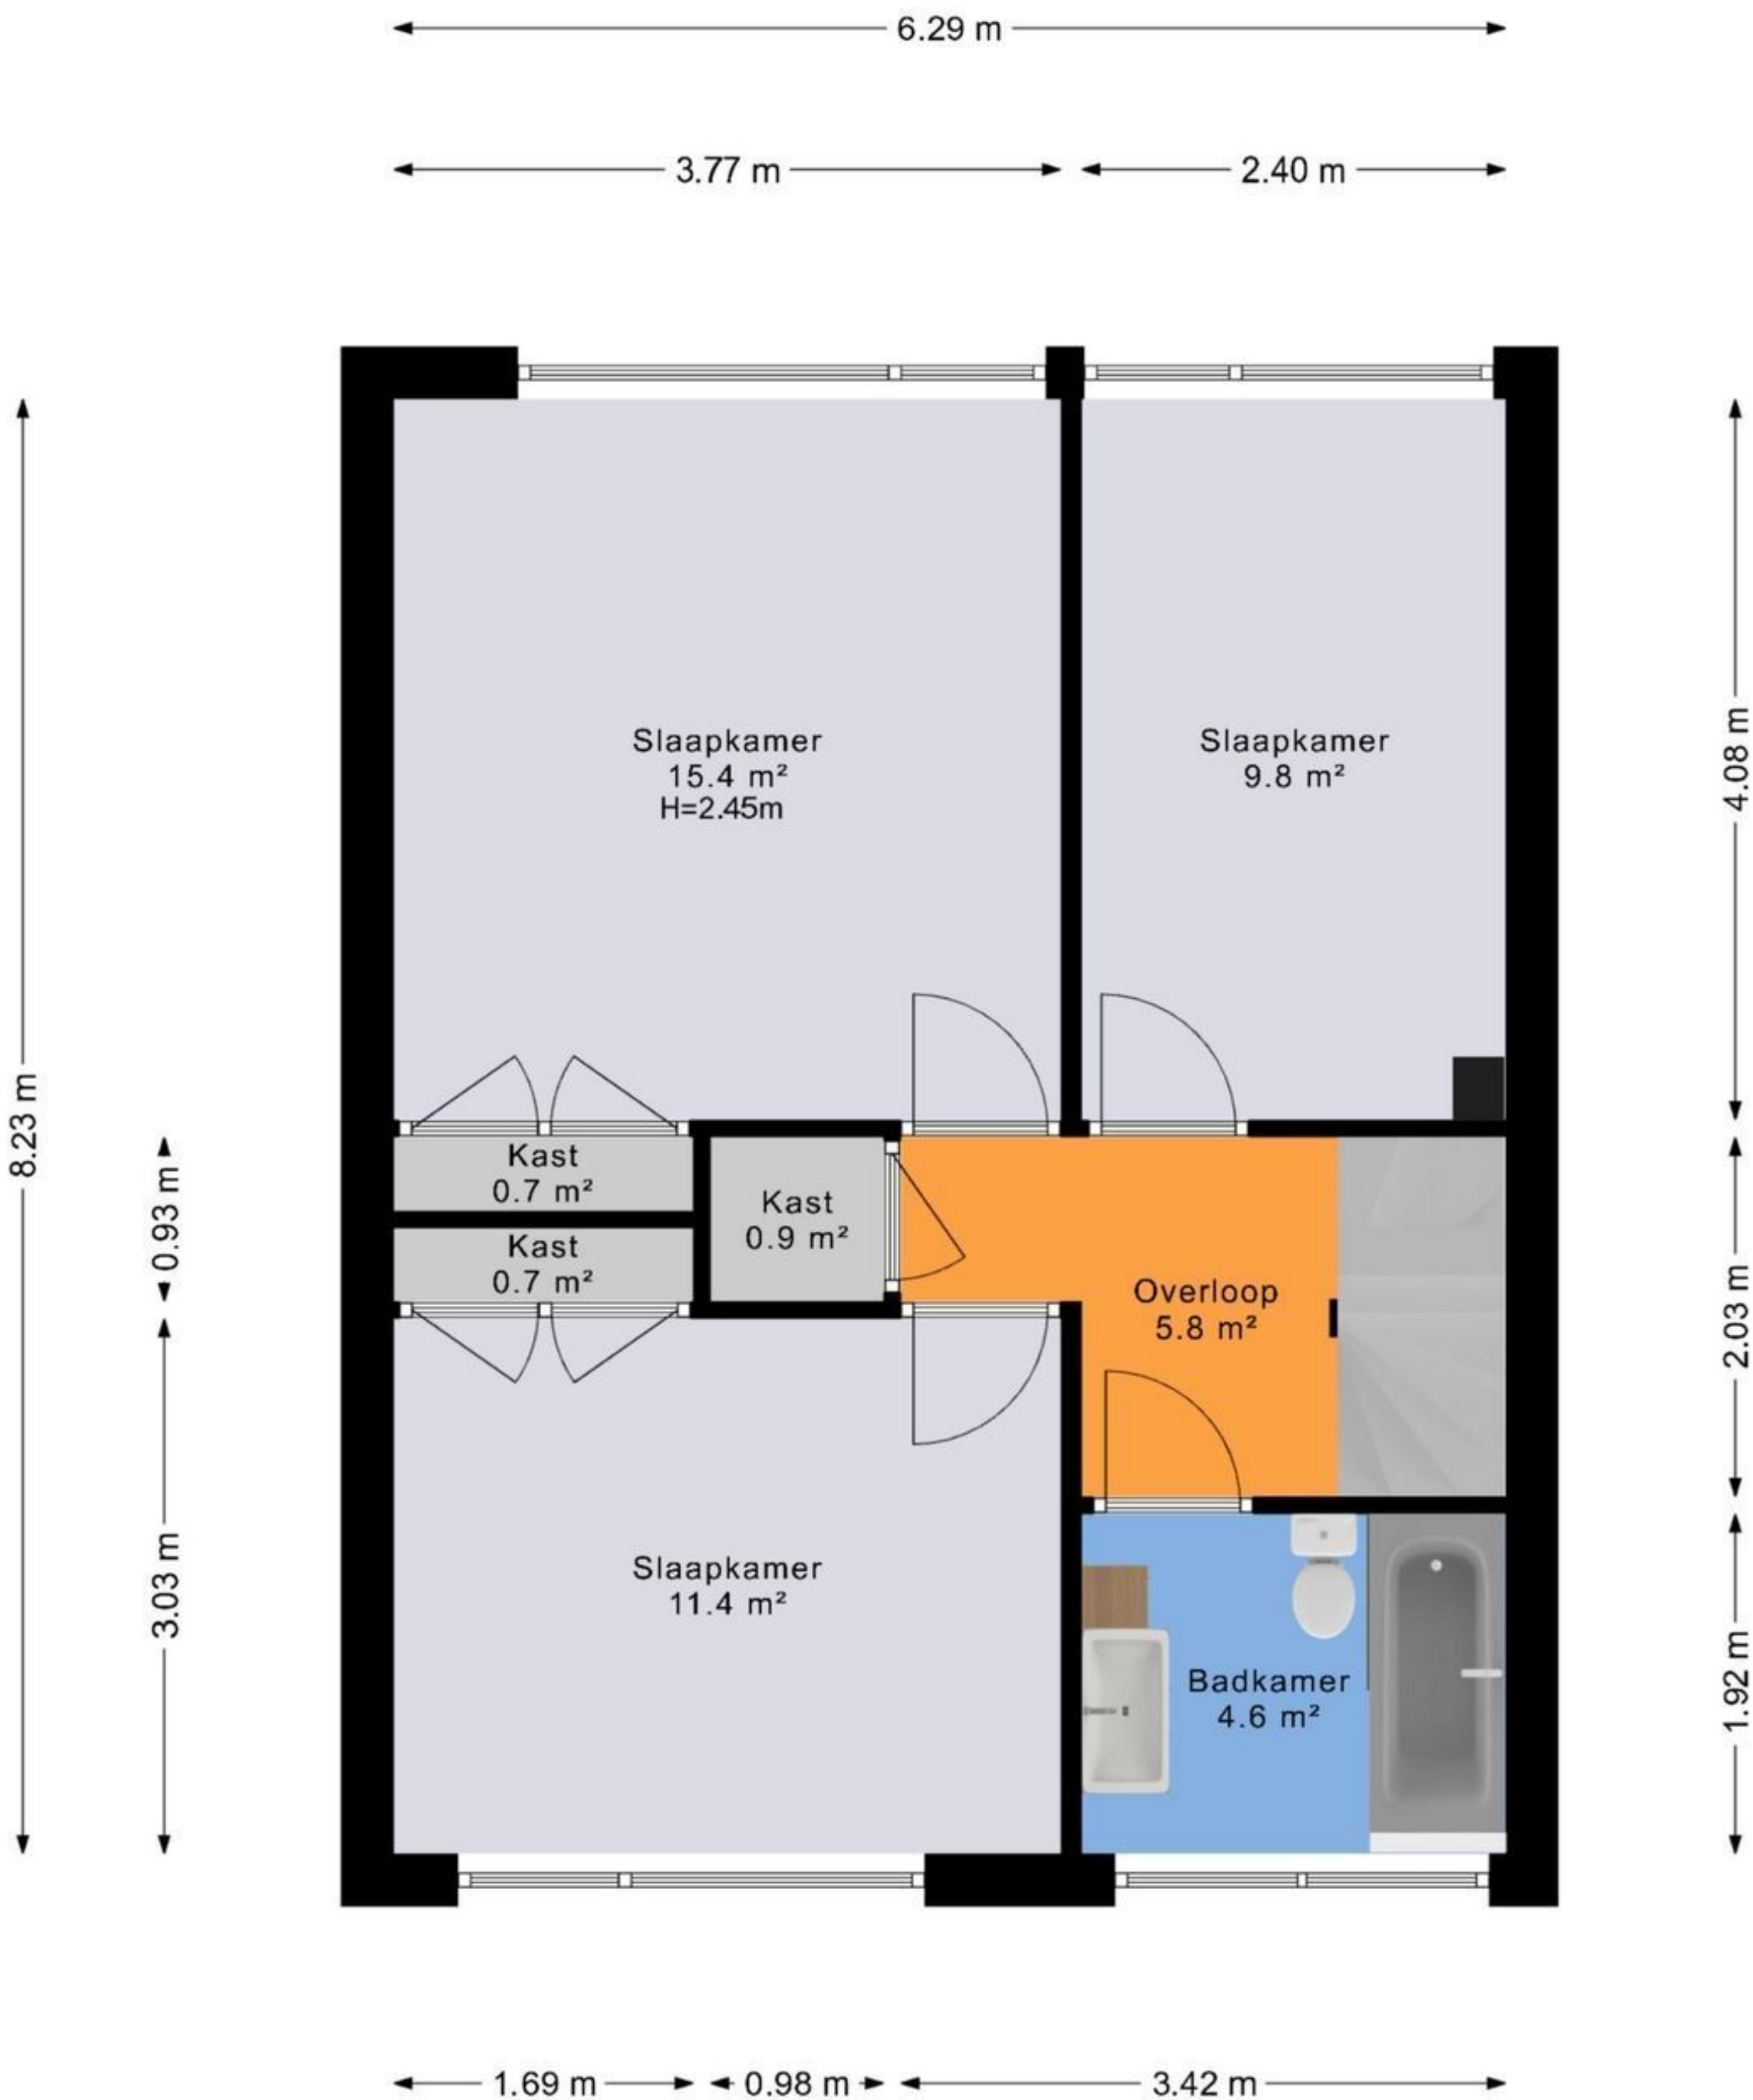 6.29 m
3.77 m
2.40 m
Slaapkamer
15.4 m²
H=2.45m
Slaapkamer
9.8 m²
4.08 m
8.23 m
0.93 m
Kast
0.7 m²
Kast
0.9 m²
Kast
0.7 m²
Overloop
5.8 m²
2.03 m
3.03 m
Slaapkamer
11.4 m²
Badkamer
4.6 m²
1.92 m
1.69 m
0.98 m
3.42 m